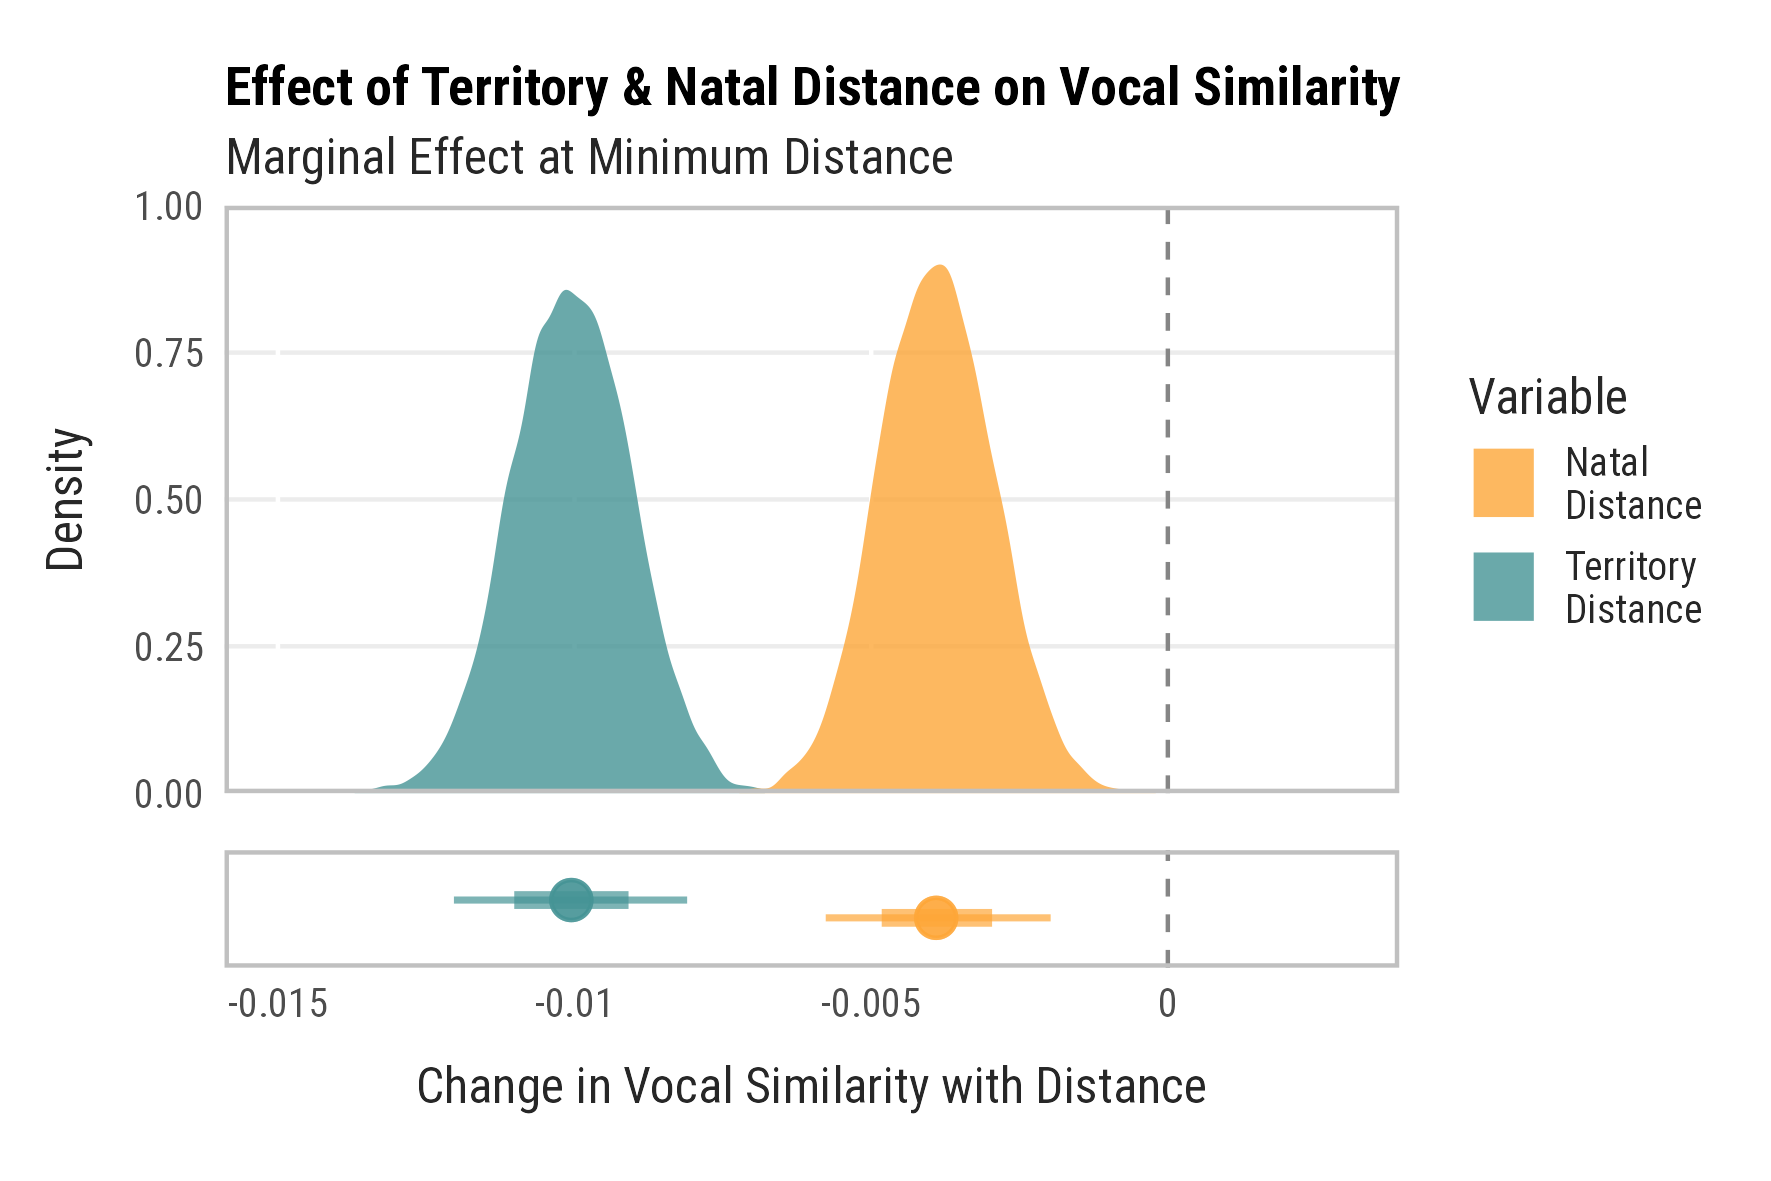 Effect of Territory & Natal Distance on Vocal Similarity
Marginal Effect at Minimum Distance
1.00
0.75
0.50
0.25
0.00
Density
Variable
Natal
Distance
Territory
Distance
-0.015
-0.01
-0.005
0
Change in Vocal Similarity with Distance